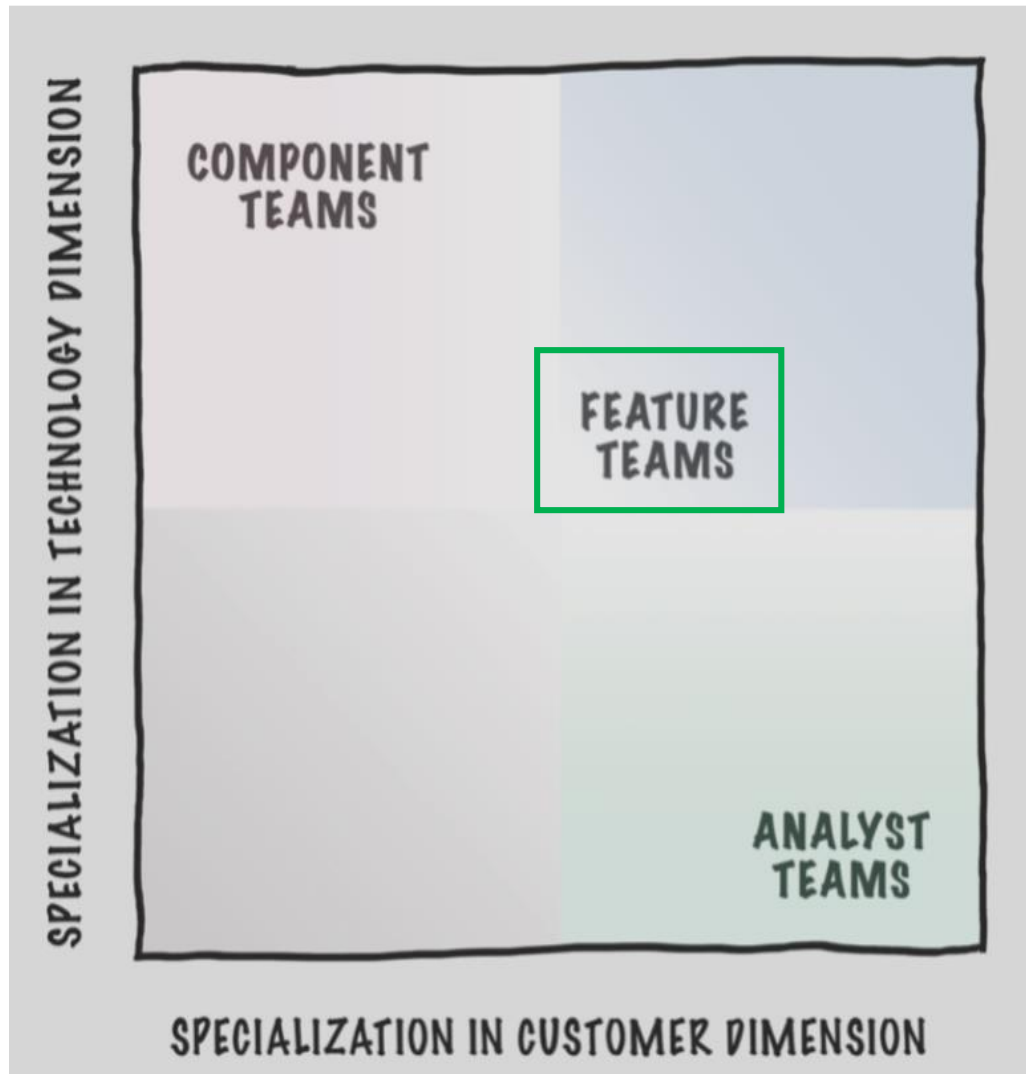 SPECIALIZATION IN TECHNOLOGY DIMENSION
COMPONENT
TEAMS
FEATURE
TEAMS
ANALYST
TEAMS
SPECIALIZATION IN CUSTOMER DIMENSION